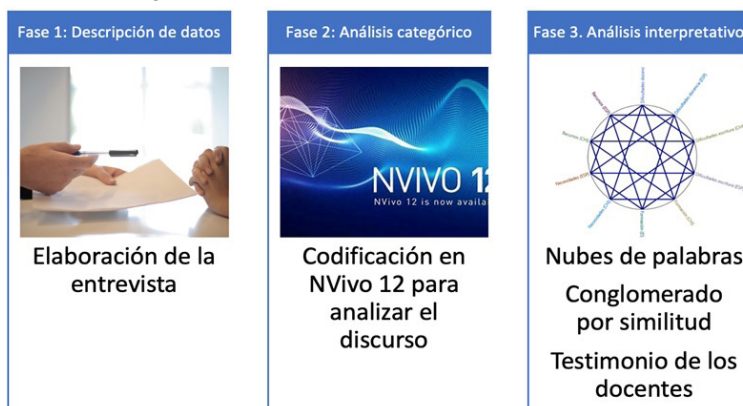 Fase 1: Descripción de datos
Elaboración de la
entrevista
Fase 2: Análisis categórico
NVIVO 12
NVivo 12 is now availa
Codificación en
NVivo 12 para
analizar el
discurso
Fase 3. Análisis interpretativo
Nubes de palabras
Conglomerado
por similitud
Testimonio de los
docentes